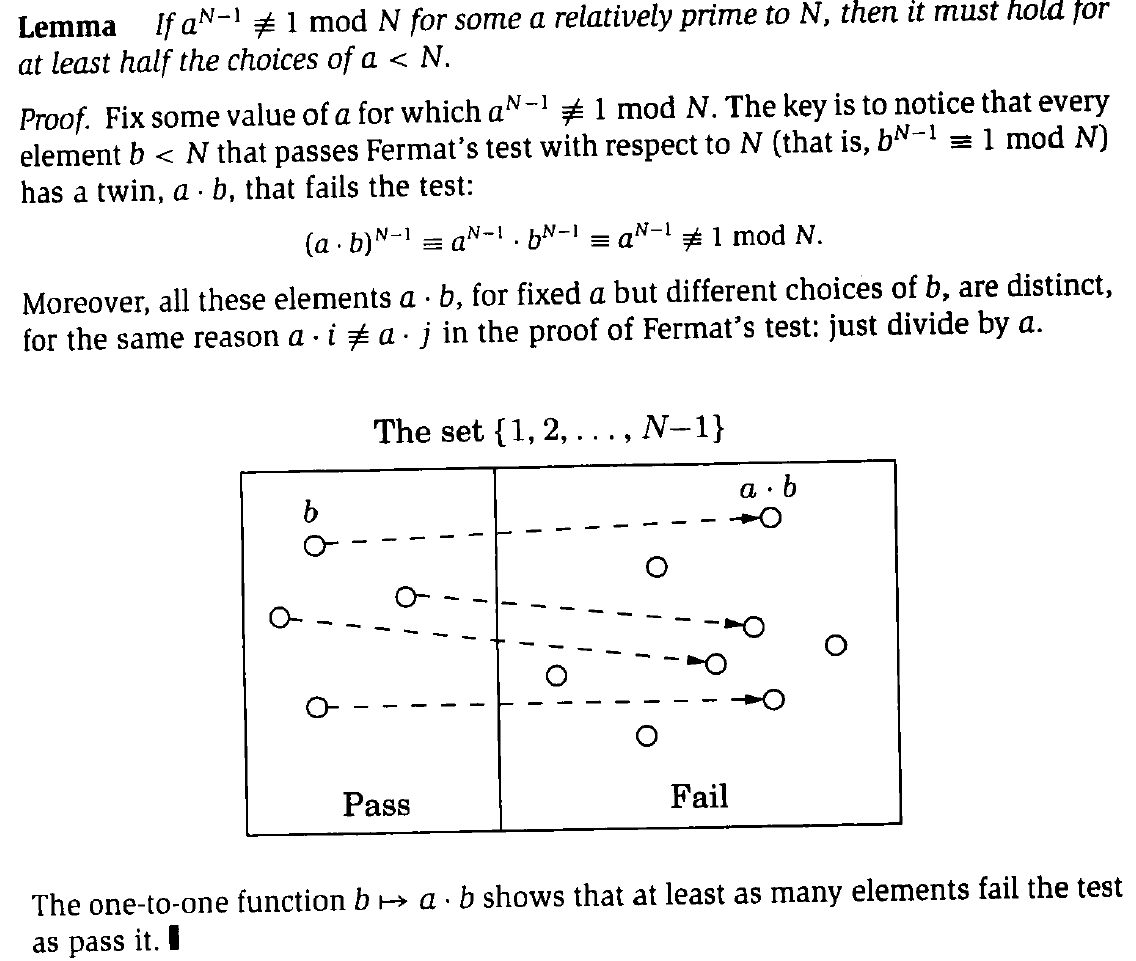 Lemma If a^{N−1} ≢ 1 mod N for some a relatively prime to N, then it must hold for
at least half the choices of a < N.
Proof. Fix some value of a for which a^{N−1} ≢ 1 mod N. The key is to notice that every
element b < N that passes Fermat's test with respect to N (that is, b^{N−1} ≡ 1 mod N)
has a twin, a · b, that fails the test:
(a · b)^{N−1} ≡ a^{N−1} · b^{N−1} ≡ a^{N−1} ≢ 1 mod N.
Moreover, all these elements a · b, for fixed a but different choices of b, are distinct,
for the same reason a · i ≢ a · j in the proof of Fermat's test: just divide by a.
The set {1, 2, . . . , N−1}
b
a · b
Pass
Fail
The one-to-one function b ↦ a · b shows that at least as many elements fail the test
as pass it. ▮